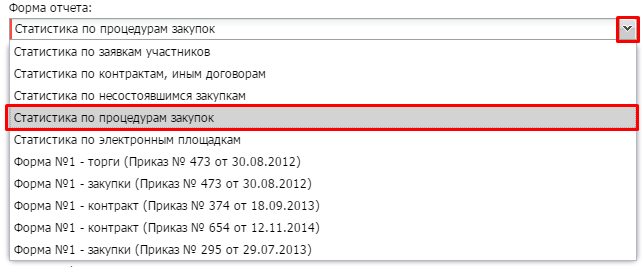 Форма отчета:
Статистика по процедурам закупок
Статистика по заявкам участников
Статистика по контрактам, иным договорам
Статистика по несостоявшимся закупкам
Статистика по процедурам закупок
Статистика по электронным площадкам
Форма №1 - торги (Приказ № 473 от 30.08.2012)
Форма №1 - закупки (Приказ № 473 от 30.08.2012)
Форма №1 - контракт (Приказ № 374 от 18.09.2013)
Форма №1 - контракт (Приказ № 654 от 12.11.2014)
Форма №1 - закупки (Приказ № 295 от 29.07.2013)